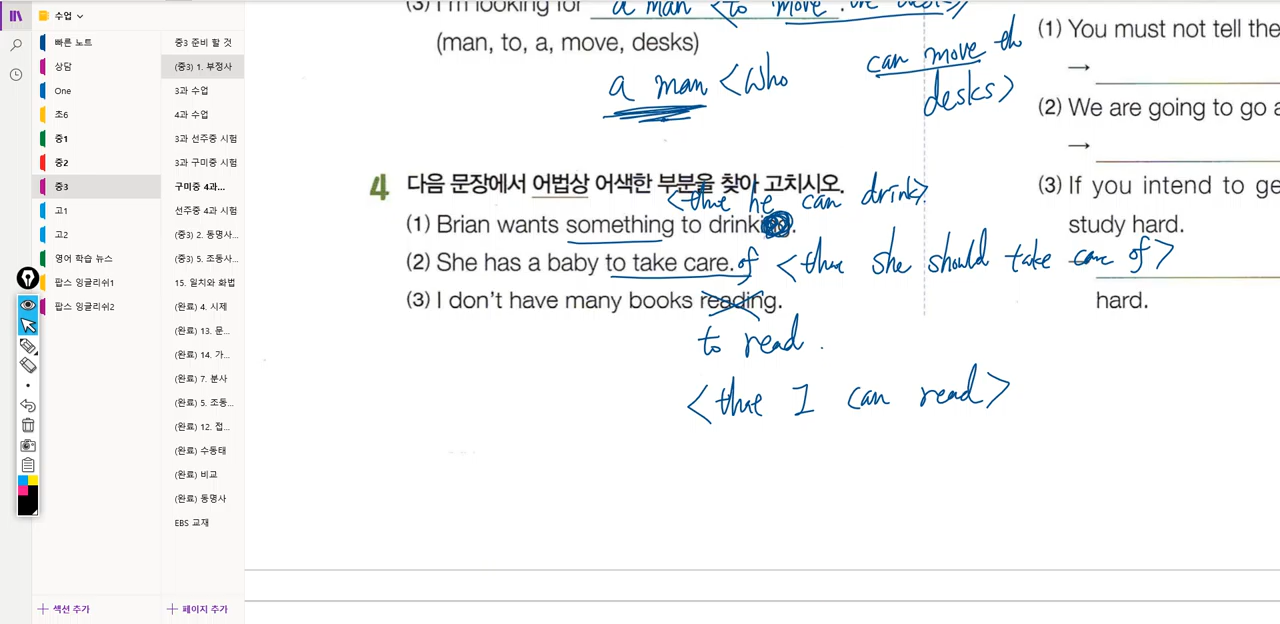 수업
빠른 노트
상담
One
초6
중1
중2
중3
고1
고2
영어 학습 뉴스
팝스 잉글리쉬1
팝스 잉글리쉬2
섹션 추가
중3 준비 할 것
(중3) 1. 부정사
3과 수업
4과 수업
3과 선주중 시험
3과 구미중 시험
구미중 4과...
선주중 4과 시험
(중3) 2. 동명사...
(중3) 5. 조동사...
15. 일치와 화법
(완료) 4. 시제
(완료) 13. 문...
(완료) 14. 가...
(완료) 7. 분사
(완료) 5. 조동...
(완료) 12. 접...
(완료) 수동태
(완료) 비교
(완료) 동명사
EBS 교재
페이지 추가
(3) I'm looking for a man <to move desks>
(man, to, a, move, desks)
a man <who can move the
desks>
4 다음 문장에서 어법상 어색한 부분을 찾아 고치시오.
<that he can drink>
(1) Brian wants something to drink.
(2) She has a baby to take care. of <that she should take care of>
(3) I don't have many books reading.
to read.
<that I can read>
(1) You must not tell the
→
(2) We are going to go a
→
(3) If you intend to ge
study hard.
hard.